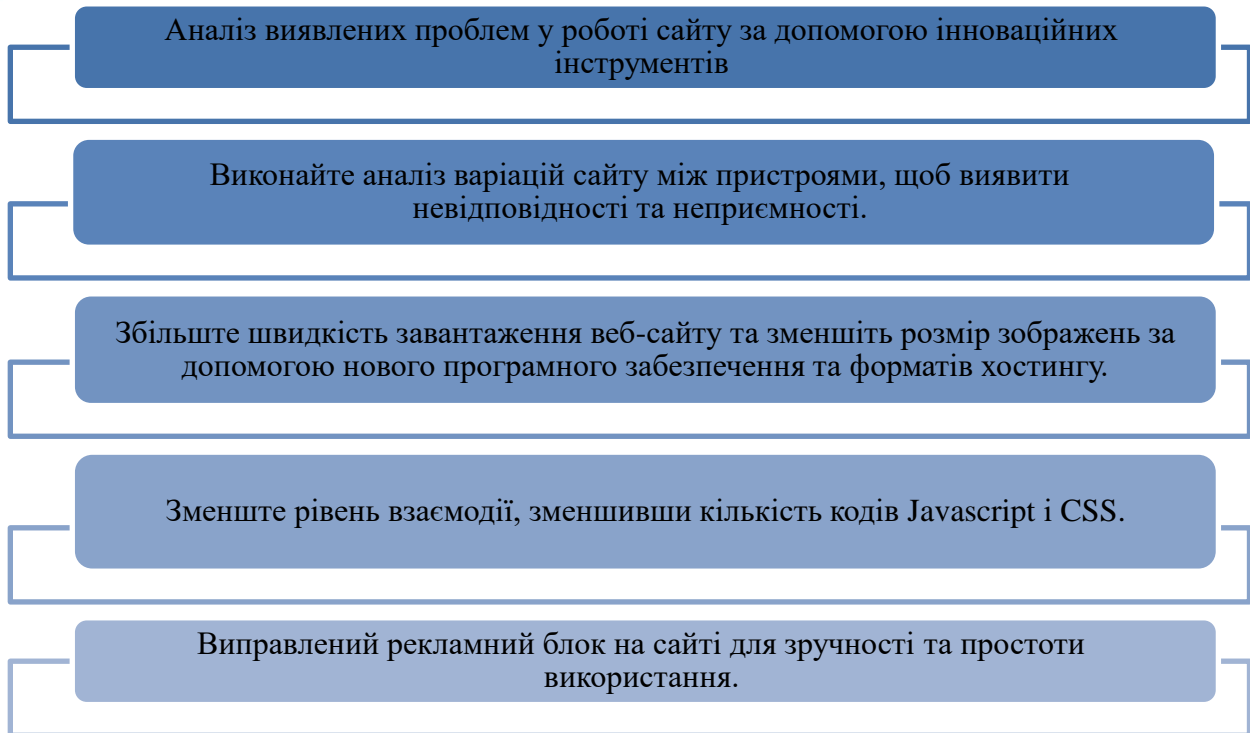 Аналіз виявлених проблем у роботі сайту за допомогою інноваційних
інструментів
Виконайте аналіз варіацій сайту між пристроями, щоб виявити
невідповідності та неприємності.
Збільште швидкість завантаження веб-сайту та зменшіть розмір зображень за
допомогою нового програмного забезпечення та форматів хостингу.
Зменште рівень взаємодії, зменшивши кількість кодів Javascript і CSS.
Виправлений рекламний блок на сайті для зручності та простоти
використання.